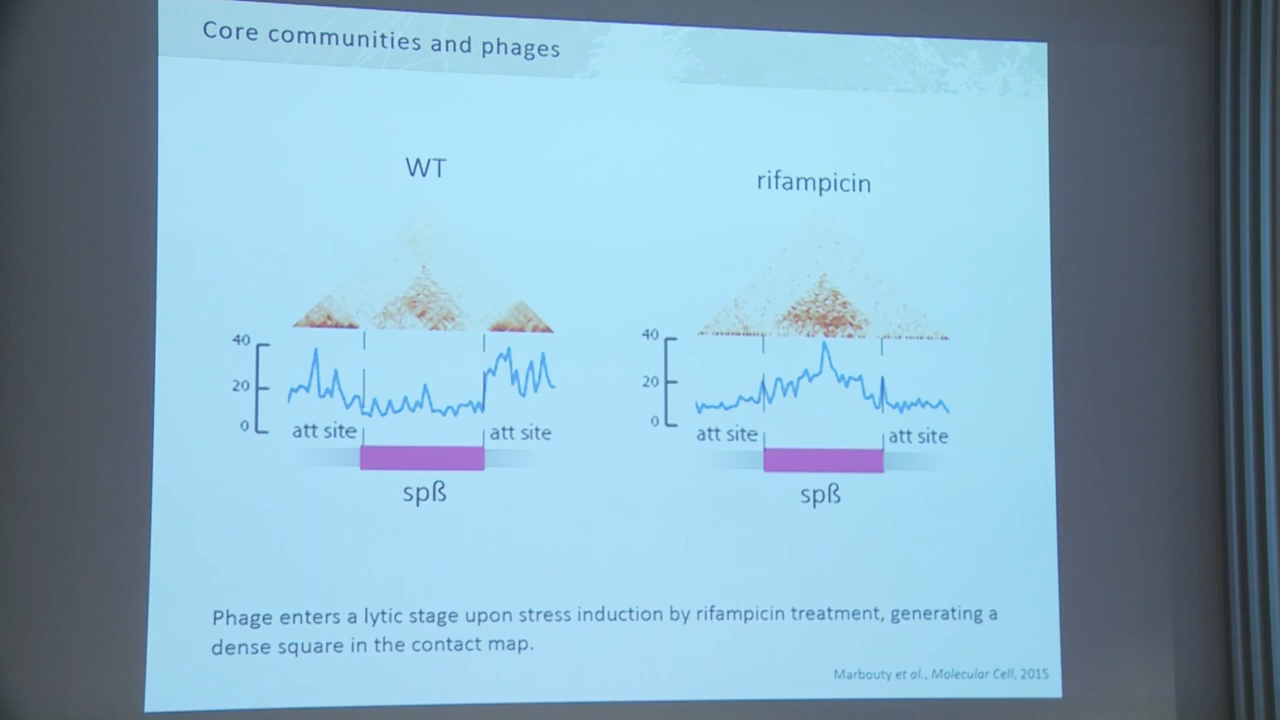 Core communities and phages
WT
rifampicin
40
20
0
att site
att site
spß
40
20
0
att site
att site
spß
Phage enters a lytic stage upon stress induction by rifampicin treatment, generating a
dense square in the contact map.
Marbouty et al., Molecular Cell, 2015